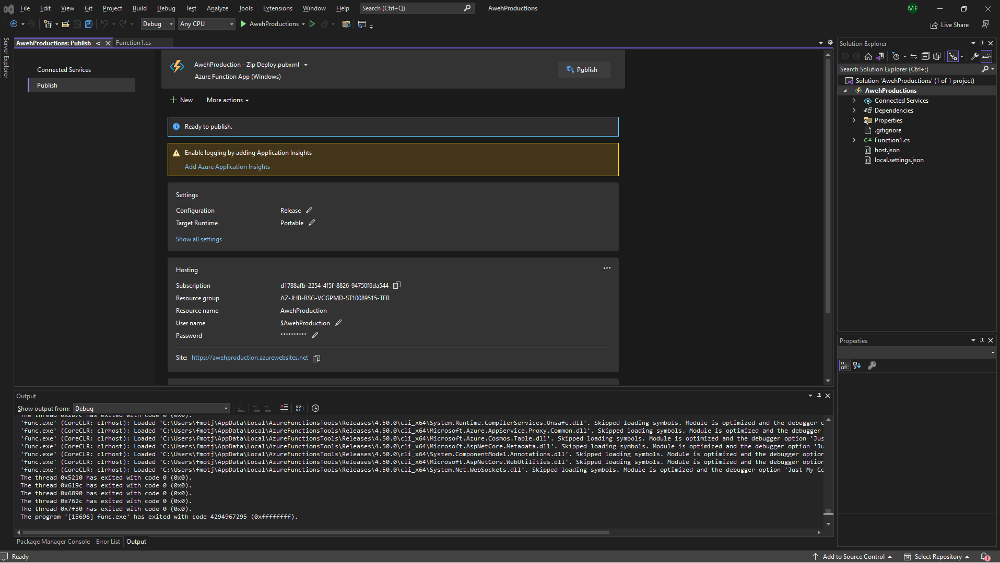 File Edit View Git Project Build Debug Test Analyze Tools Extensions Window Help Search (Ctrl+Q) AwehProductions MF
Debug Any CPU AwehProductions Live Share
Server Explorer
AwehProductions: Publish Function1.cs
Connected Services
Publish
AwehProduction - Zip Deploy.pubxml
Azure Function App (Windows)
Publish
New More actions
Ready to publish.
Enable logging by adding Application Insights
Add Azure Application Insights
Settings
Configuration Release
Target Runtime Portable
Show all settings
Hosting
Subscription d1788afb-2254-4f5f-8826-94750f6da544
Resource group AZ-JHB-RSG-VCGPMD-ST10089515-TER
Resource name AwehProduction
User name $AwehProduction
Password **********
Site: https://awehproduction.azurewebsites.net
Solution Explorer
Search Solution Explorer (Ctrl+;)
Solution 'AwehProductions' (1 of 1 project)
AwehProductions
Connected Services
Dependencies
Properties
.gitignore
C# Function1.cs
host.json
local.settings.json
Properties
Output
Show output from: Debug
The thread 0x2b7c has exited with code 0 (0x0).
'func.exe' (CoreCLR: clrhost): Loaded 'C:\Users\fmotj\AppData\Local\AzureFunctionsTools\Releases\4.50.0\cli_x64\System.Runtime.CompilerServices.Unsafe.dll'. Skipped loading symbols. Module is optimized and the debugger o
'func.exe' (CoreCLR: clrhost): Loaded 'C:\Users\fmotj\AppData\Local\AzureFunctionsTools\Releases\4.50.0\cli_x64\Microsoft.Azure.AppService.Proxy.Common.dll'. Skipped loading symbols. Module is optimized and the debugger
'func.exe' (CoreCLR: clrhost): Loaded 'C:\Users\fmotj\AppData\Local\AzureFunctionsTools\Releases\4.50.0\cli_x64\Microsoft.Azure.Cosmos.Table.dll'. Skipped loading symbols. Module is optimized and the debugger option 'Jus
'func.exe' (CoreCLR: clrhost): Loaded 'C:\Users\fmotj\AppData\Local\AzureFunctionsTools\Releases\4.50.0\cli_x64\Microsoft.AspNetCore.Metadata.dll'. Skipped loading symbols. Module is optimized and the debugger option 'Ju
'func.exe' (CoreCLR: clrhost): Loaded 'C:\Users\fmotj\AppData\Local\AzureFunctionsTools\Releases\4.50.0\cli_x64\System.ComponentModel.Annotations.dll'. Skipped loading symbols. Module is optimized and the debugger option
'func.exe' (CoreCLR: clrhost): Loaded 'C:\Users\fmotj\AppData\Local\AzureFunctionsTools\Releases\4.50.0\cli_x64\Microsoft.AspNetCore.WebUtilities.dll'. Skipped loading symbols. Module is optimized and the debugger option
'func.exe' (CoreCLR: clrhost): Loaded 'C:\Users\fmotj\AppData\Local\AzureFunctionsTools\Releases\4.50.0\cli_x64\System.Net.WebSockets.dll'. Skipped loading symbols. Module is optimized and the debugger option 'Just My Co
The thread 0x5210 has exited with code 0 (0x0).
The thread 0x619c has exited with code 0 (0x0).
The thread 0x6890 has exited with code 0 (0x0).
The thread 0x762c has exited with code 0 (0x0).
The thread 0x7f30 has exited with code 0 (0x0).
The program '[15696] func.exe' has exited with code 4294967295 (0xffffffff).
Package Manager Console Error List Output
Ready Add to Source Control Select Repository 1